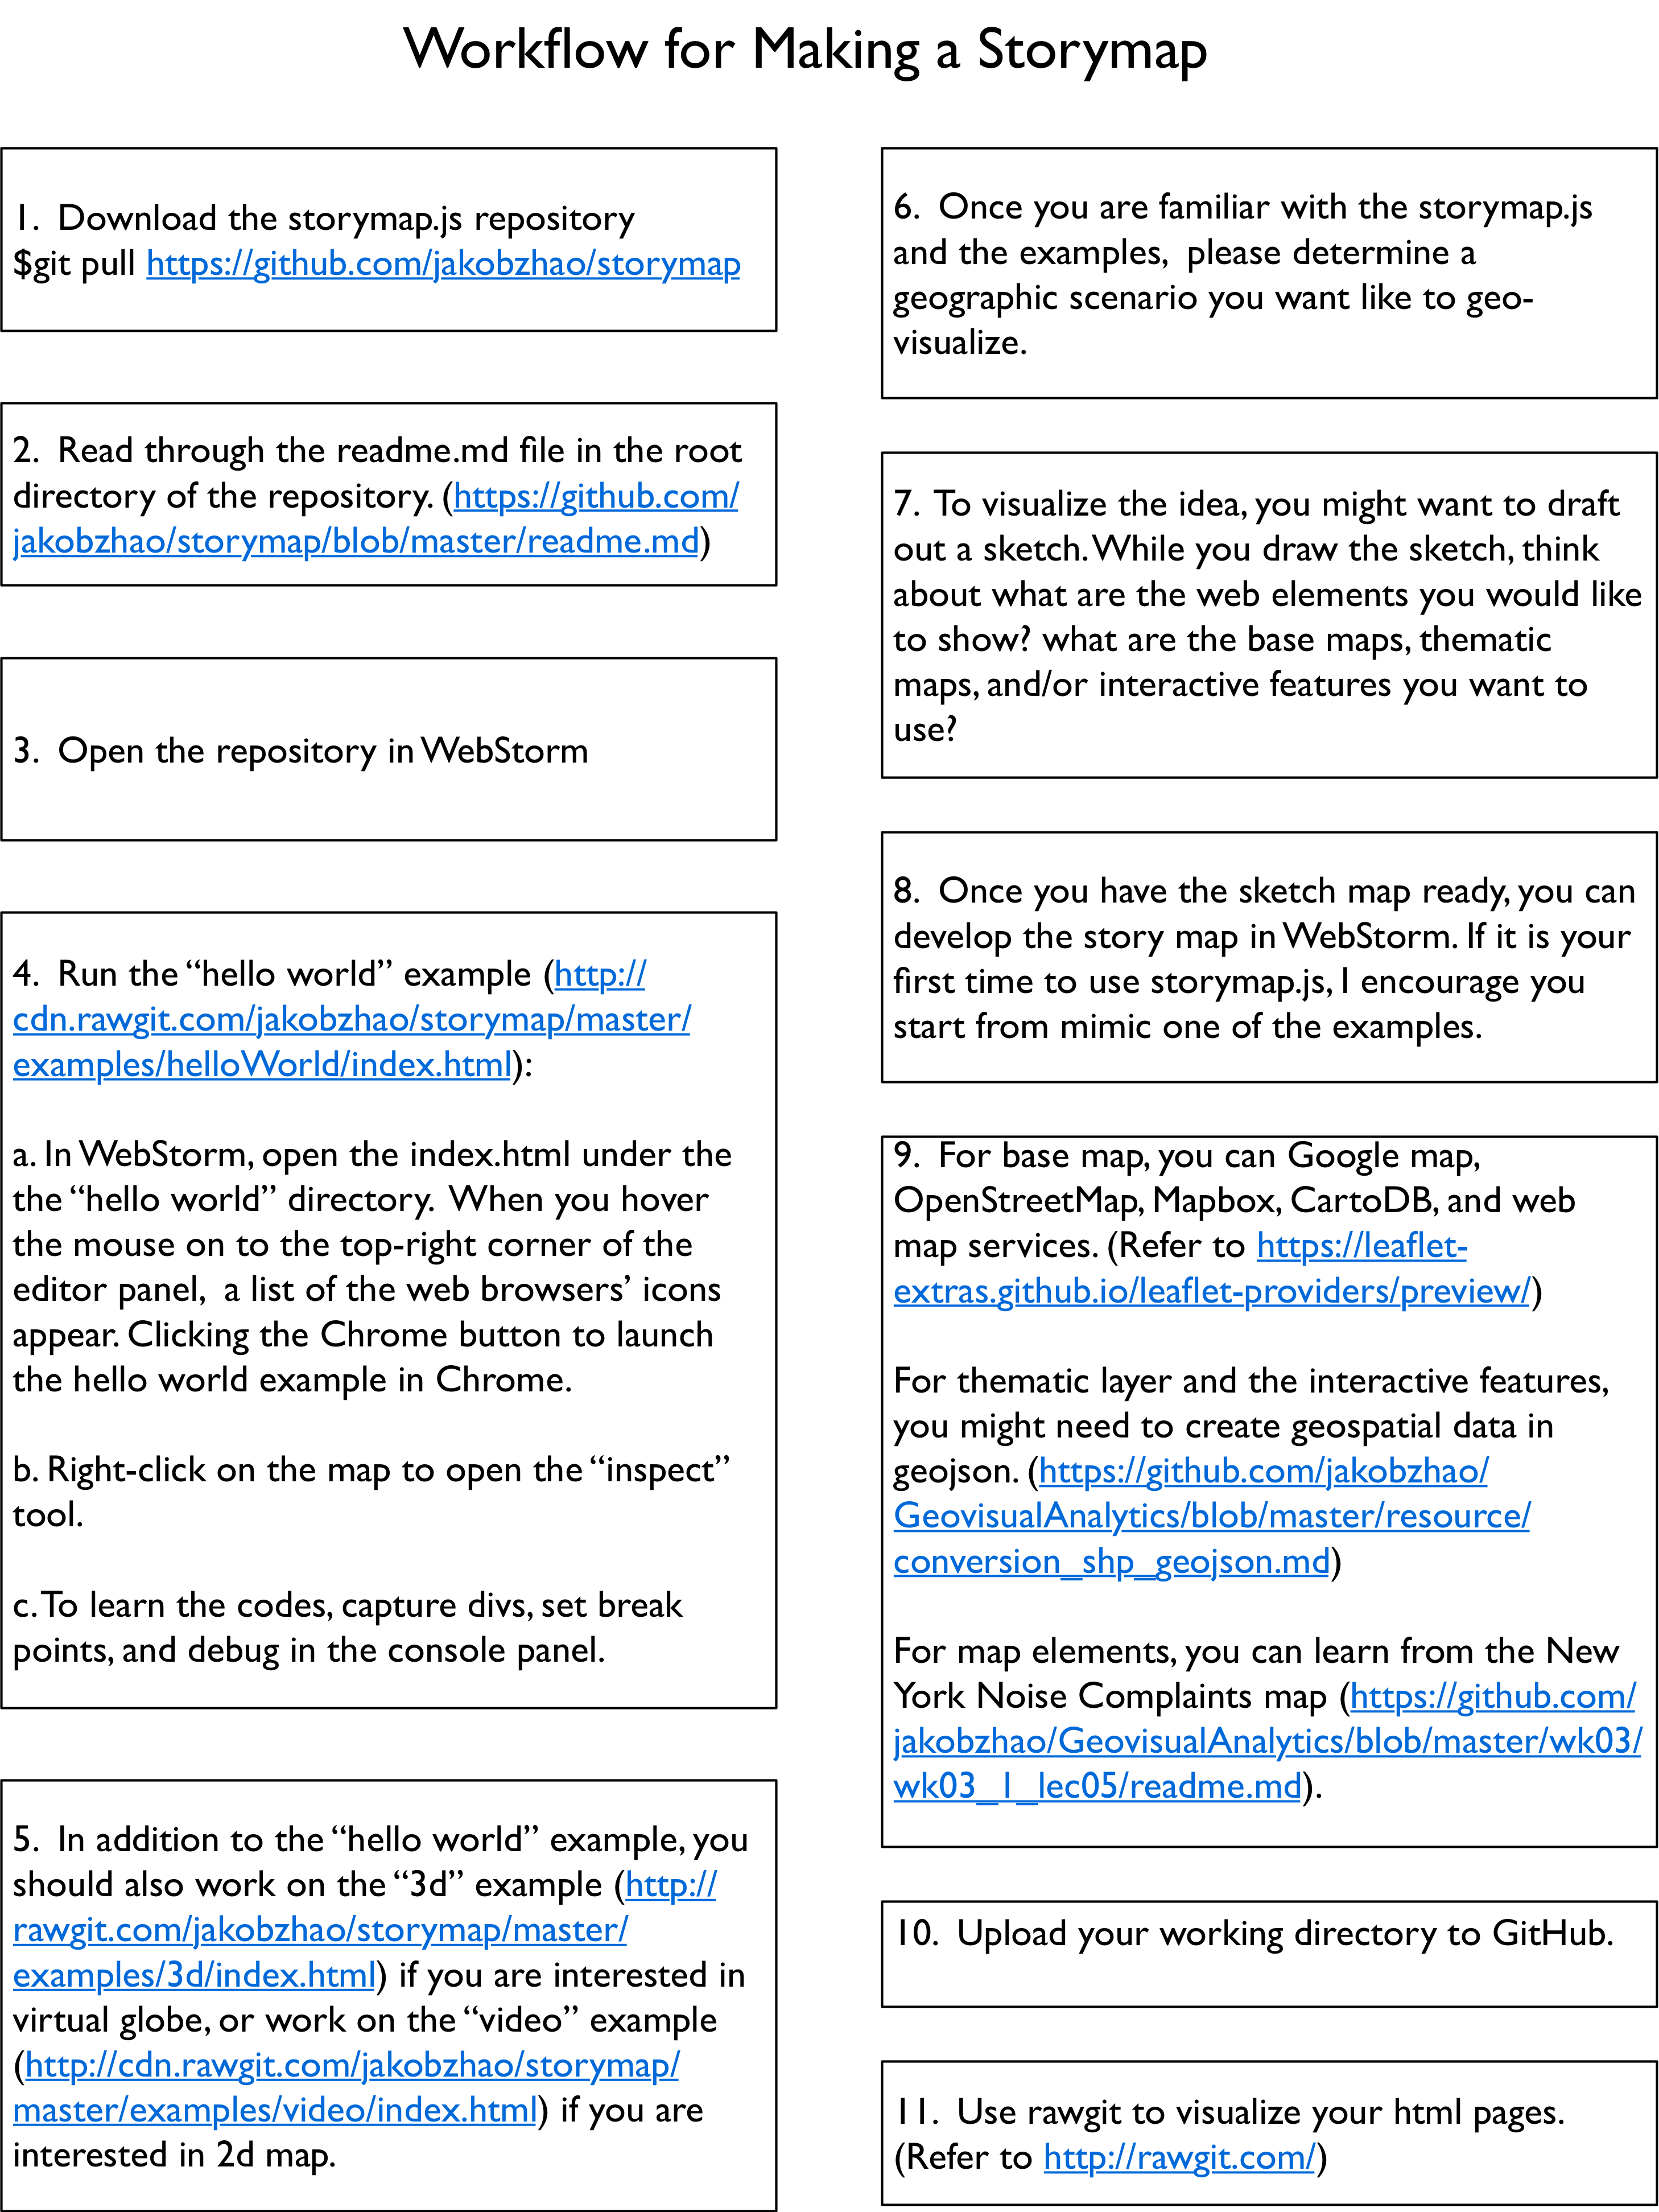 Workflow for Making a Storymap
1.  Download the storymap.js repository
$git pull https://github.com/jakobzhao/storymap
2.  Read through the readme.md file in the root
directory of the repository. (https://github.com/
jakobzhao/storymap/blob/master/readme.md)
3.  Open the repository in WebStorm
4.  Run the “hello world” example (http://
cdn.rawgit.com/jakobzhao/storymap/master/
examples/helloWorld/index.html):
a. In WebStorm, open the index.html under the
the “hello world” directory.  When you hover
the mouse on to the top-right corner of the
editor panel,  a list of the web browsers’ icons
appear. Clicking the Chrome button to launch
the hello world example in Chrome.
b. Right-click on the map to open the “inspect”
tool.
c. To learn the codes, capture divs, set break
points, and debug in the console panel.
5.  In addition to the “hello world” example, you
should also work on the “3d” example (http://
rawgit.com/jakobzhao/storymap/master/
examples/3d/index.html) if you are interested in
virtual globe, or work on the “video” example
(http://cdn.rawgit.com/jakobzhao/storymap/
master/examples/video/index.html) if you are
interested in 2d map.
6.  Once you are familiar with the storymap.js
and the examples,  please determine a
geographic scenario you want like to geo-
visualize.
7.  To visualize the idea, you might want to draft
out a sketch. While you draw the sketch, think
about what are the web elements you would like
to show? what are the base maps, thematic
maps, and/or interactive features you want to
use?
8.  Once you have the sketch map ready, you can
develop the story map in WebStorm. If it is your
first time to use storymap.js, I encourage you
start from mimic one of the examples.
9.  For base map, you can Google map,
OpenStreetMap, Mapbox, CartoDB, and web
map services. (Refer to https://leaflet-
extras.github.io/leaflet-providers/preview/)
For thematic layer and the interactive features,
you might need to create geospatial data in
geojson. (https://github.com/jakobzhao/
GeovisualAnalytics/blob/master/resource/
conversion_shp_geojson.md)
For map elements, you can learn from the New
York Noise Complaints map (https://github.com/
jakobzhao/GeovisualAnalytics/blob/master/wk03/
wk03_1_lec05/readme.md).
10.  Upload your working directory to GitHub.
11.  Use rawgit to visualize your html pages.
(Refer to http://rawgit.com/)